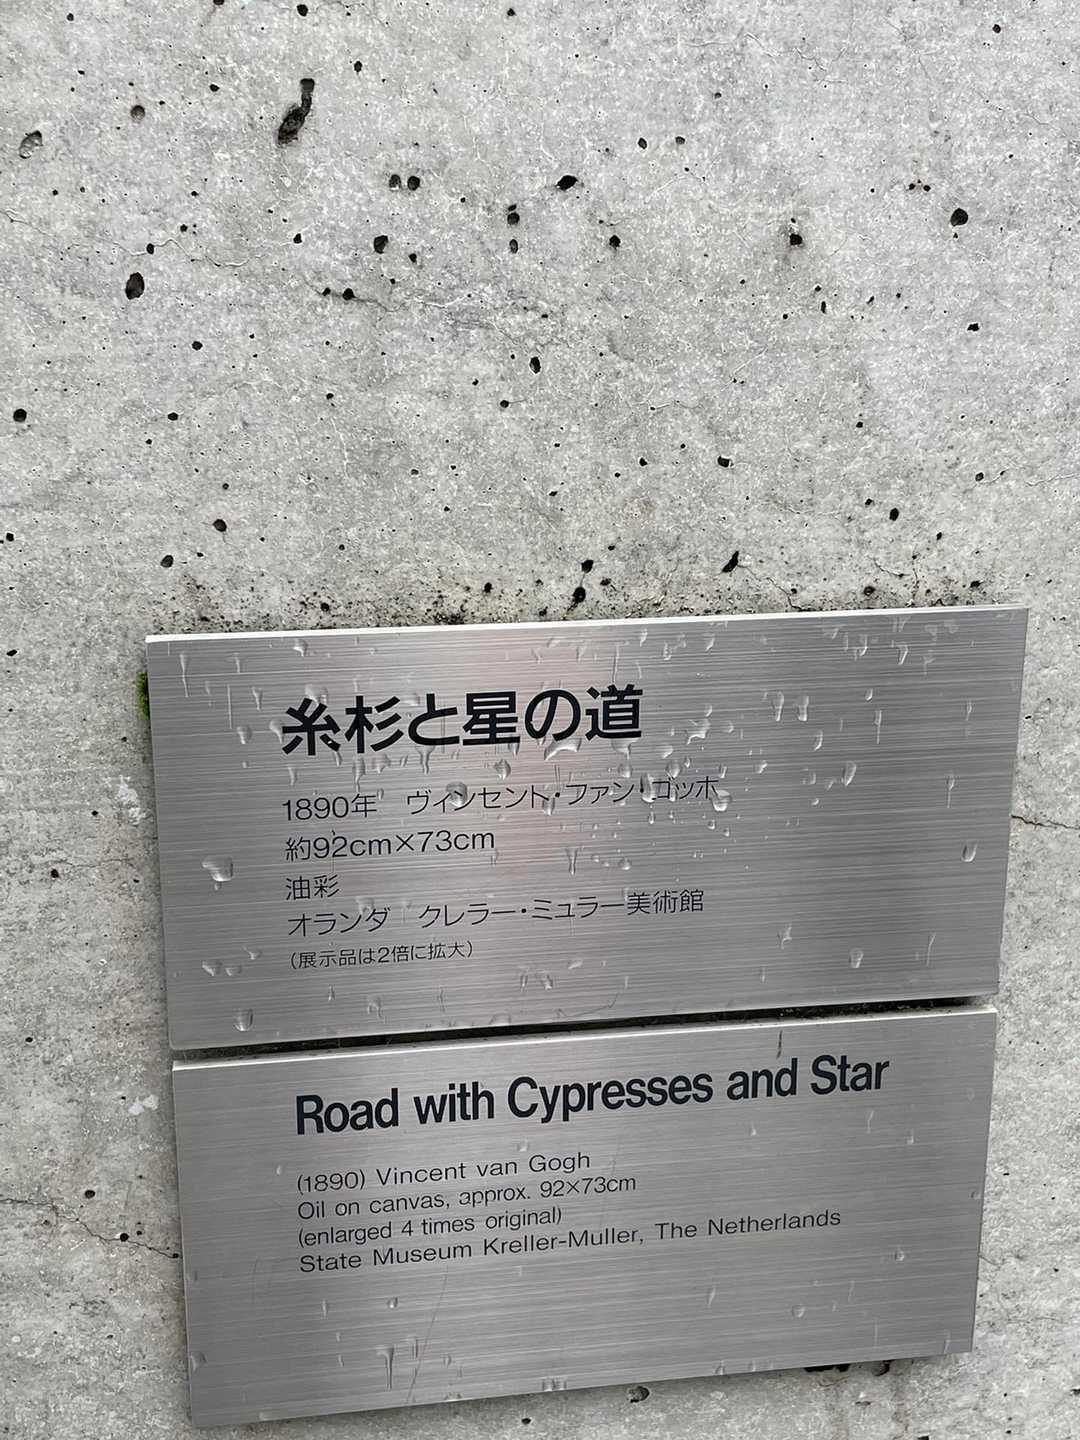 糸杉と星の道
1890年　ヴィンセント・ファン・ゴッホ
約92cm×73cm
油彩
オランダ　クレラー・ミュラー美術館
（展示品は2倍に拡大）
Road with Cypresses and Star
(1890) Vincent van Gogh
Oil on canvas, approx. 92×73cm
(enlarged 4 times original)
State Museum Kreller-Muller, The Netherlands